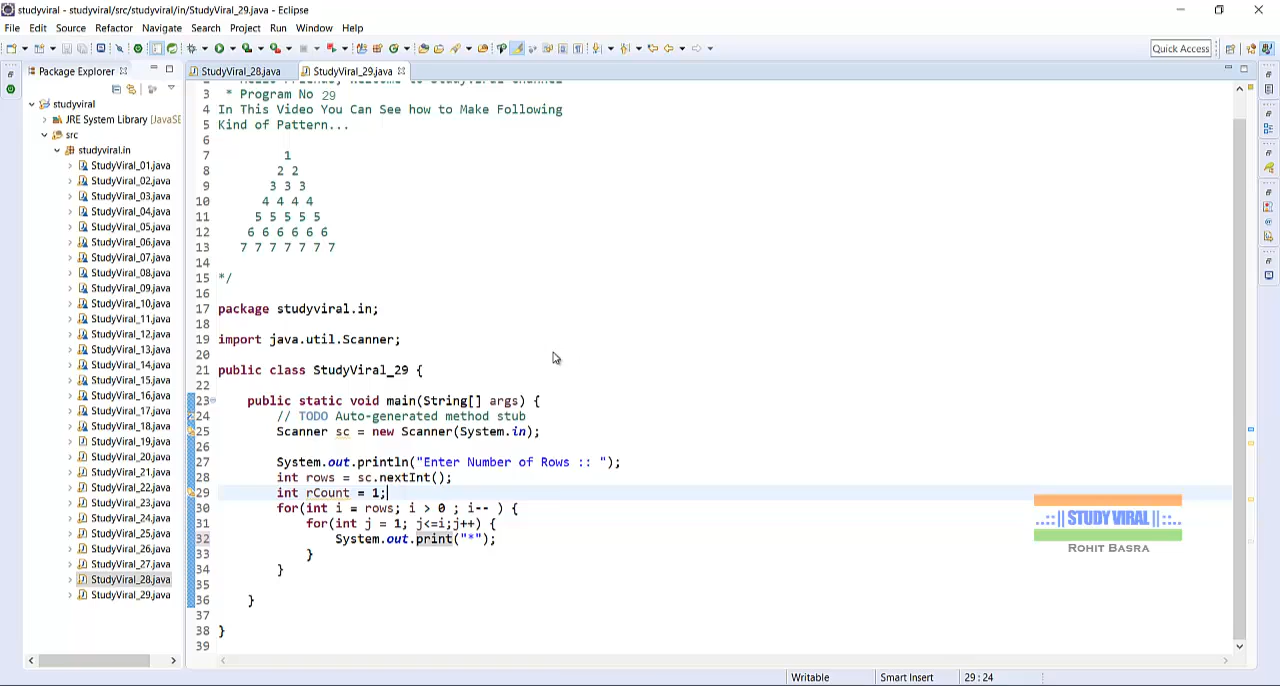 studyviral - studyviral/src/studyviral/in/StudyViral_29.java - Eclipse
File Edit Source Refactor Navigate Search Project Run Window Help
Quick Access
Package Explorer
StudyViral_28.java
StudyViral_29.java
studyviral
JRE System Library [JavaSE
src
studyviral.in
StudyViral_01.java
StudyViral_02.java
StudyViral_03.java
StudyViral_04.java
StudyViral_05.java
StudyViral_06.java
StudyViral_07.java
StudyViral_08.java
StudyViral_09.java
StudyViral_10.java
StudyViral_11.java
StudyViral_12.java
StudyViral_13.java
StudyViral_14.java
StudyViral_15.java
StudyViral_16.java
StudyViral_17.java
StudyViral_18.java
StudyViral_19.java
StudyViral_20.java
StudyViral_21.java
StudyViral_22.java
StudyViral_23.java
StudyViral_24.java
StudyViral_25.java
StudyViral_26.java
StudyViral_27.java
StudyViral_28.java
StudyViral_29.java
3 * Program No 29
4 In This Video You Can See how to Make Following
5 Kind of Pattern...
6
7 1
8 2 2
9 3 3 3
10 4 4 4 4
11 5 5 5 5 5
12 6 6 6 6 6 6
13 7 7 7 7 7 7 7
14
15 */
16
17 package studyviral.in;
18
19 import java.util.Scanner;
20
21 public class StudyViral_29 {
22
23 public static void main(String[] args) {
24 // TODO Auto-generated method stub
25 Scanner sc = new Scanner(System.in);
26
27 System.out.println("Enter Number of Rows :: ");
28 int rows = sc.nextInt();
29 int rCount = 1;
30 for(int i = rows; i > 0 ; i-- ) {
31 for(int j = 1; j<=i;j++) {
32 System.out.print("*");
33 }
34 }
35
36 }
37
38 }
39
..::|| STUDY VIRAL ||::..
ROHIT BASRA
Writable Smart Insert 29 : 24